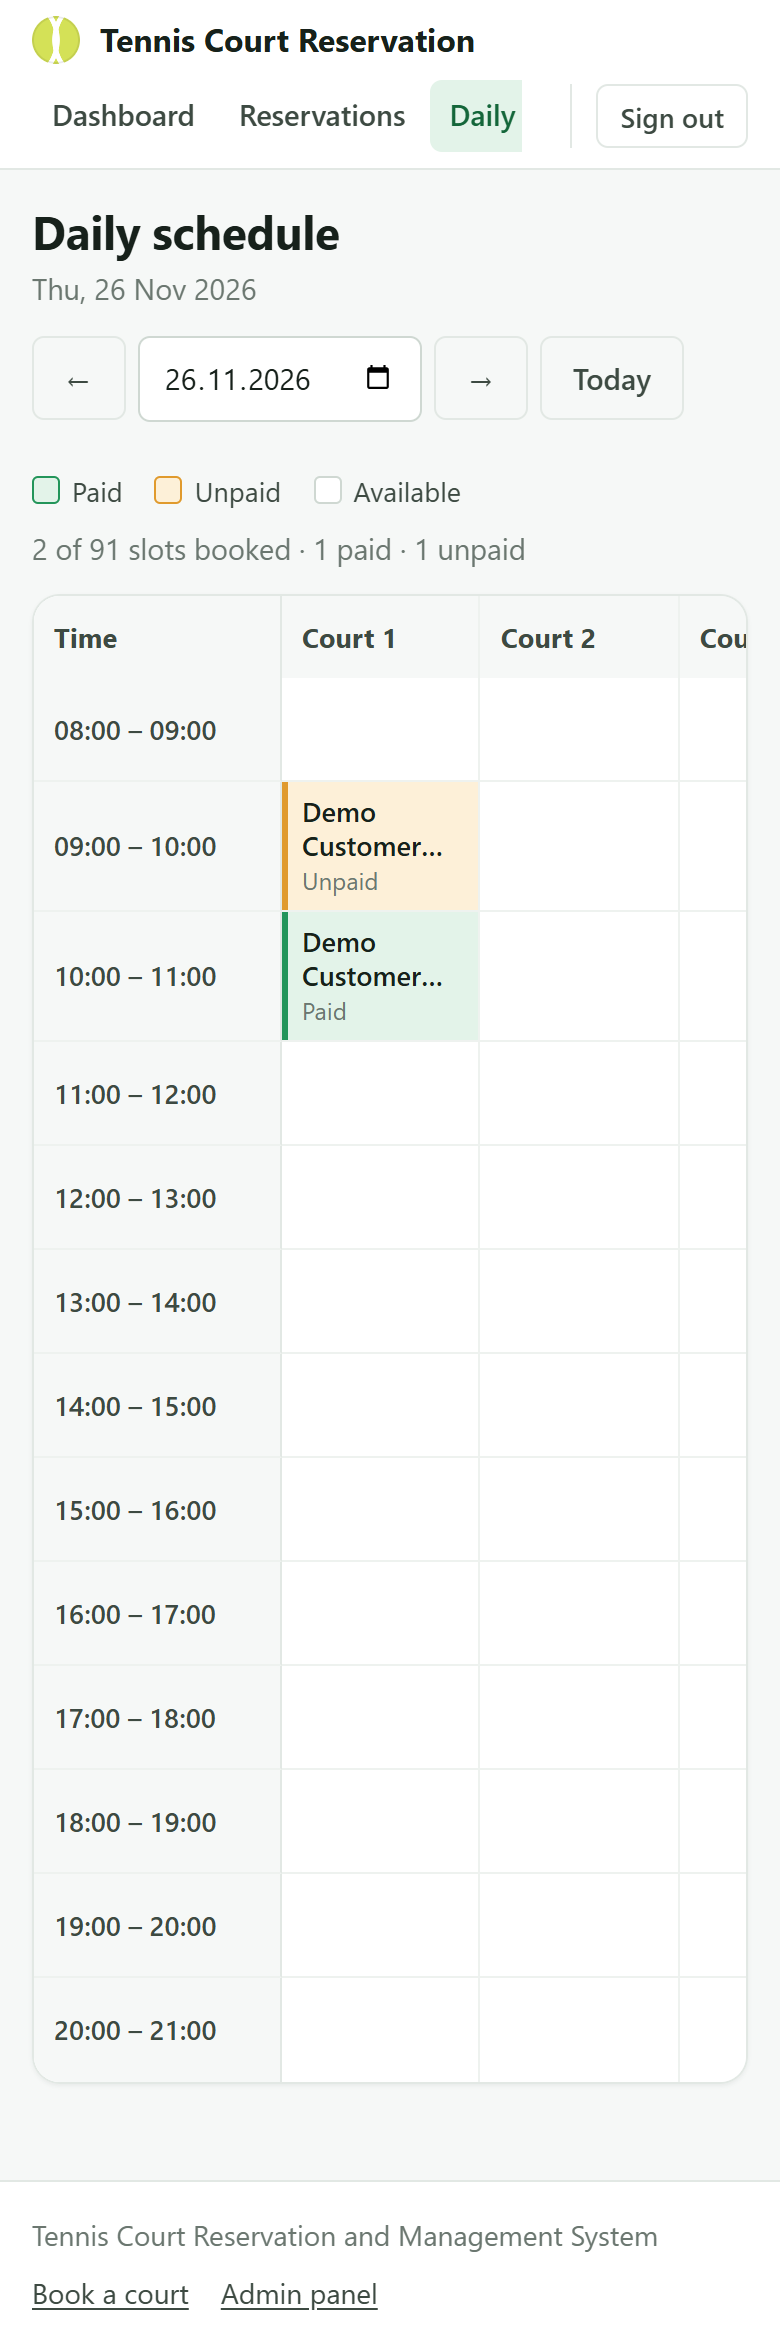 Tennis Court Reservation
Dashboard Reservations Daily Sign out
Daily schedule
Thu, 26 Nov 2026
← 26.11.2026 → Today
Paid Unpaid Available
2 of 91 slots booked · 1 paid · 1 unpaid
Time Court 1 Court 2 Cou
08:00 – 09:00
09:00 – 10:00
Demo
Customer...
Unpaid
10:00 – 11:00
Demo
Customer...
Paid
11:00 – 12:00
12:00 – 13:00
13:00 – 14:00
14:00 – 15:00
15:00 – 16:00
16:00 – 17:00
17:00 – 18:00
18:00 – 19:00
19:00 – 20:00
20:00 – 21:00
Tennis Court Reservation and Management System
Book a court Admin panel